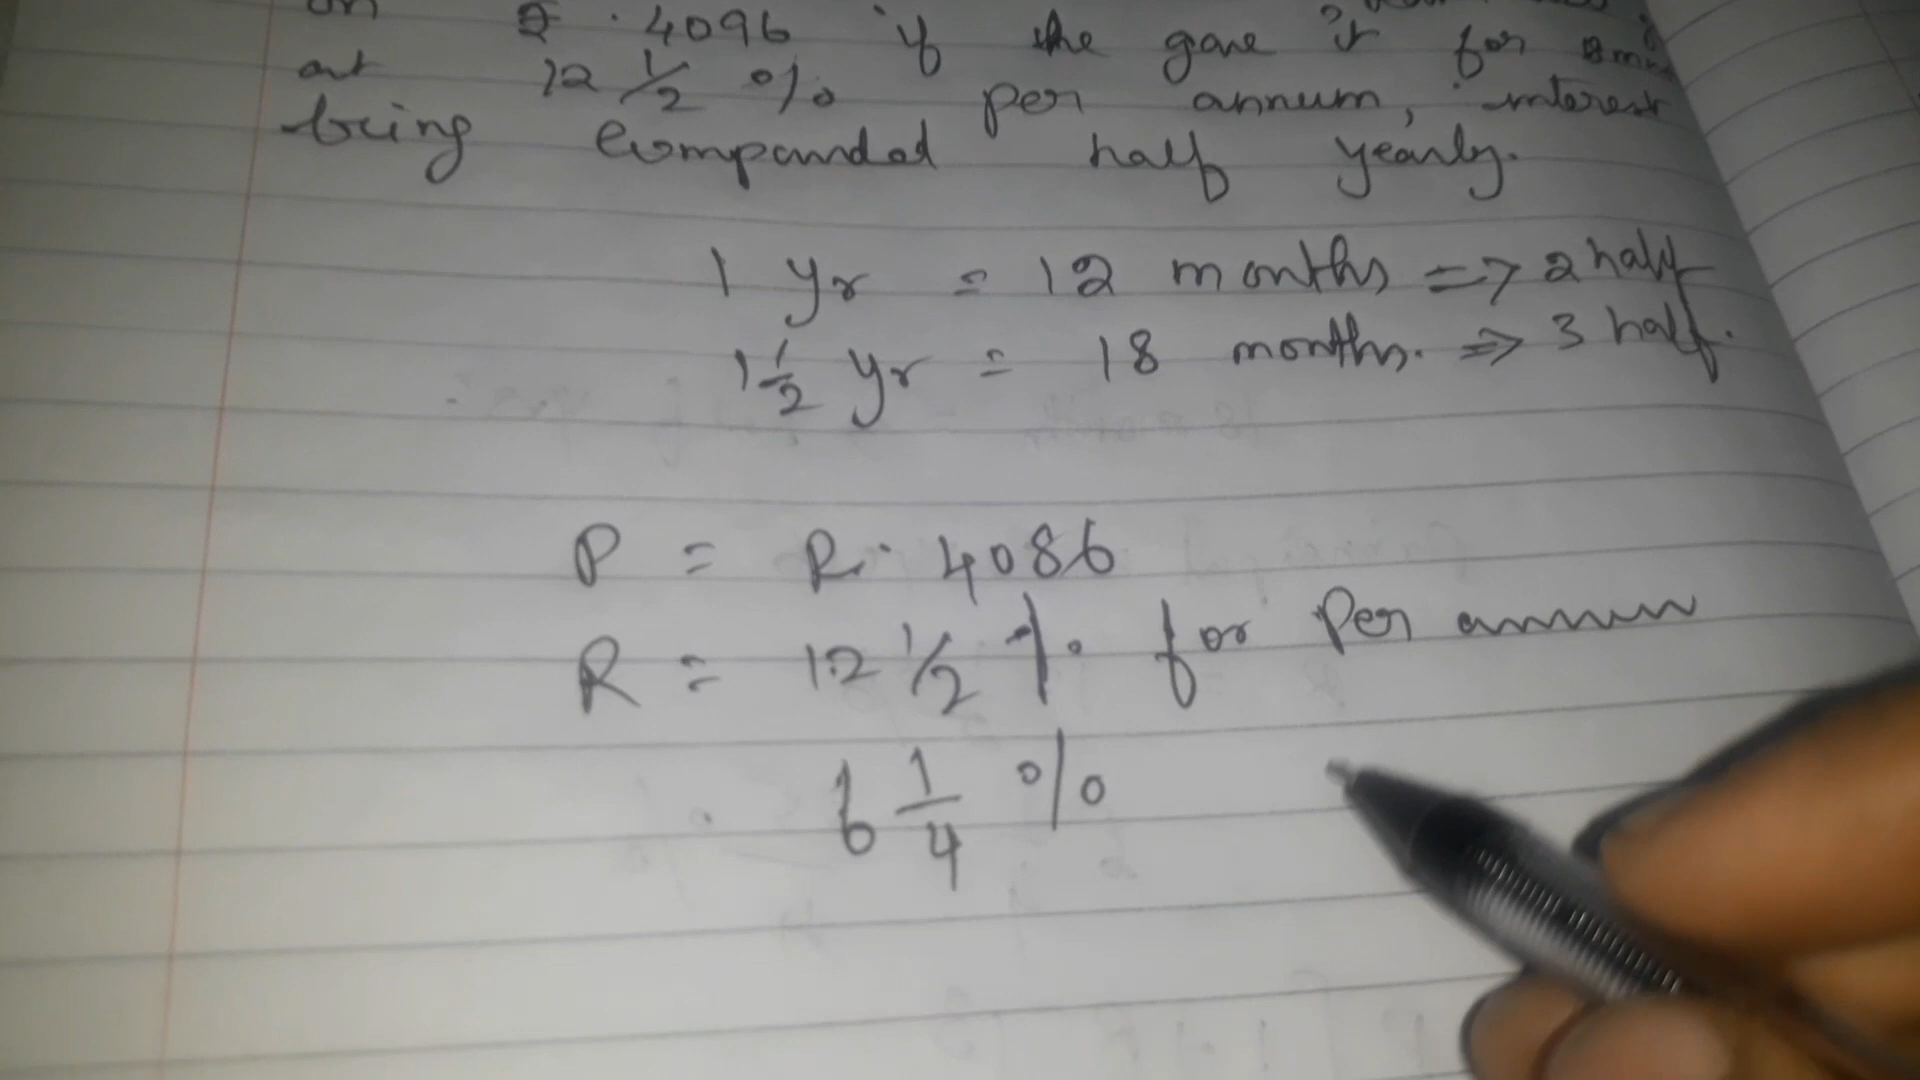 on ₹. 4096 if the gave it for
at 12 1/2 % per annum, interest
being Compounded half yearly.
1 yr = 12 months => 2 half
1 1/2 yr = 18 months. => 3 half.
P = R. 4086
R = 12 1/2 % for Per annum
6 1/4 %